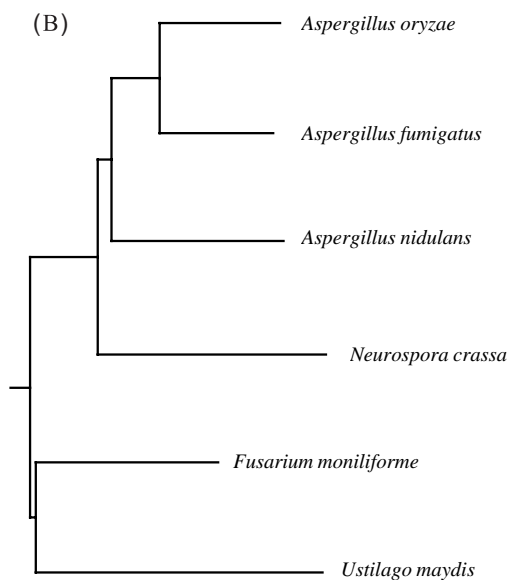 (B)
Aspergillus oryzae
Aspergillus fumigatus
Aspergillus nidulans
Neurospora crassa
Fusarium moniliforme
Ustilago maydis